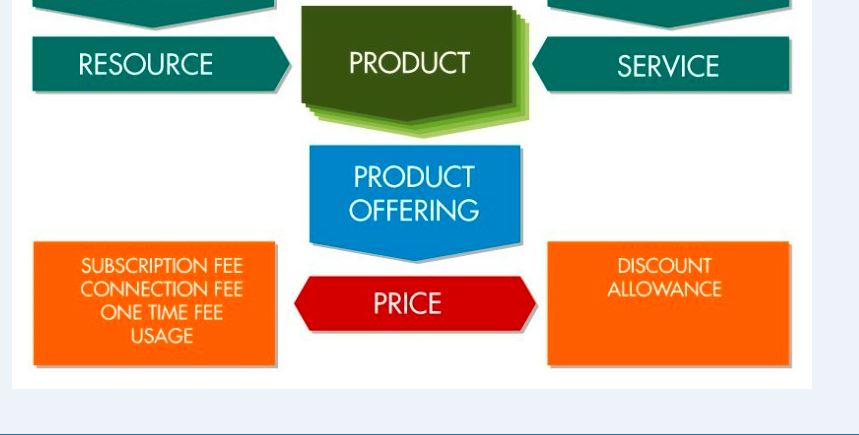 RESOURCE
PRODUCT
SERVICE
PRODUCT
OFFERING
SUBSCRIPTION FEE
CONNECTION FEE
ONE TIME FEE
USAGE
PRICE
DISCOUNT
ALLOWANCE